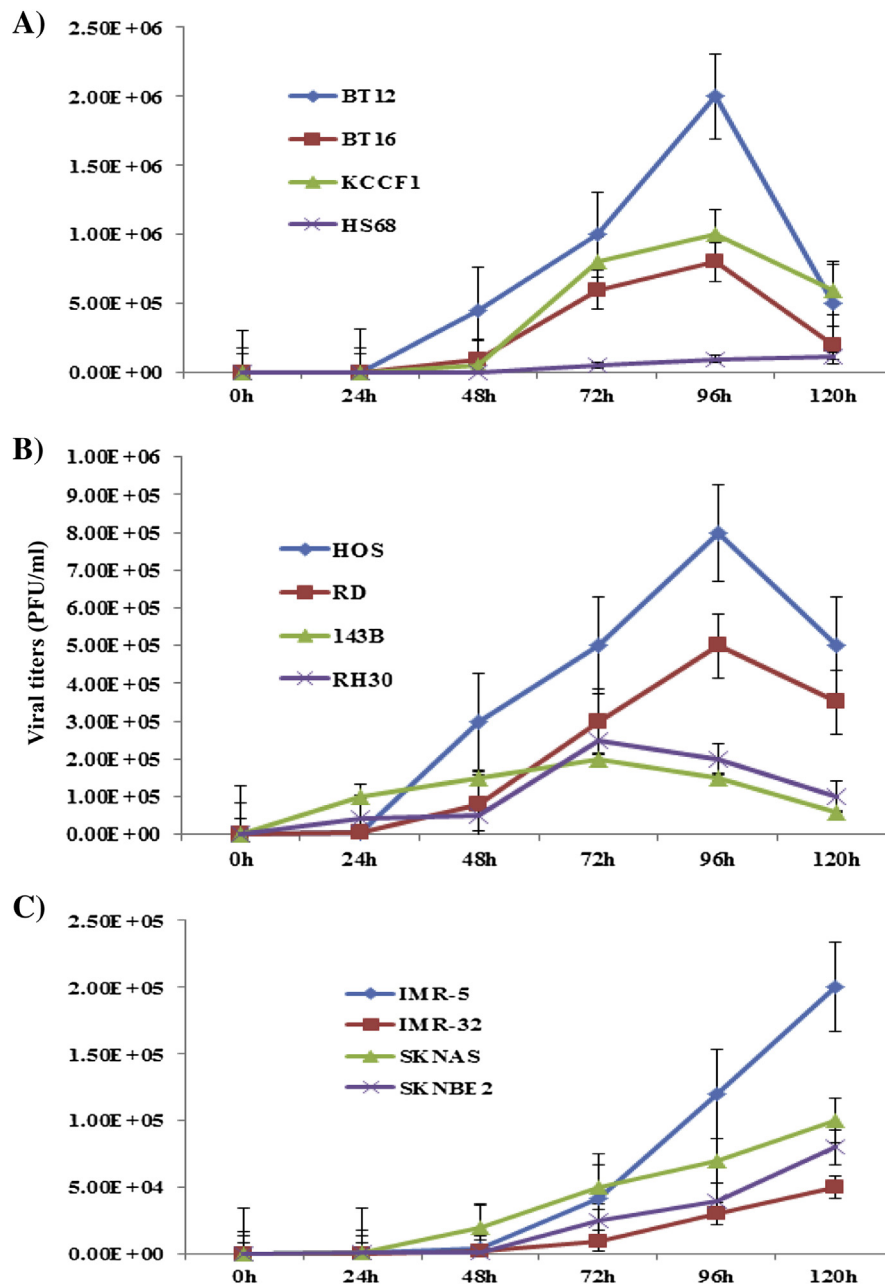 A)
2.50E +06
2.00E +06
1.50E +06
1.00E +06
5.00E +05
0.00E +00
BT12
BT16
KCCF1
HS68
0h 24h 48h 72h 96h 120h
B)
Viral titers (PFU/ml)
1.00E +06
9.00E +05
8.00E +05
7.00E +05
6.00E +05
5.00E +05
4.00E +05
3.00E +05
2.00E +05
1.00E +05
0.00E +00
HOS
RD
143B
RH30
0h 24h 48h 72h 96h 120h
C)
2.50E +05
2.00E +05
1.50E +05
1.00E +05
5.00E +04
0.00E +00
IMR-5
IMR-32
SKNAS
SKNBE2
0h 24h 48h 72h 96h 120h